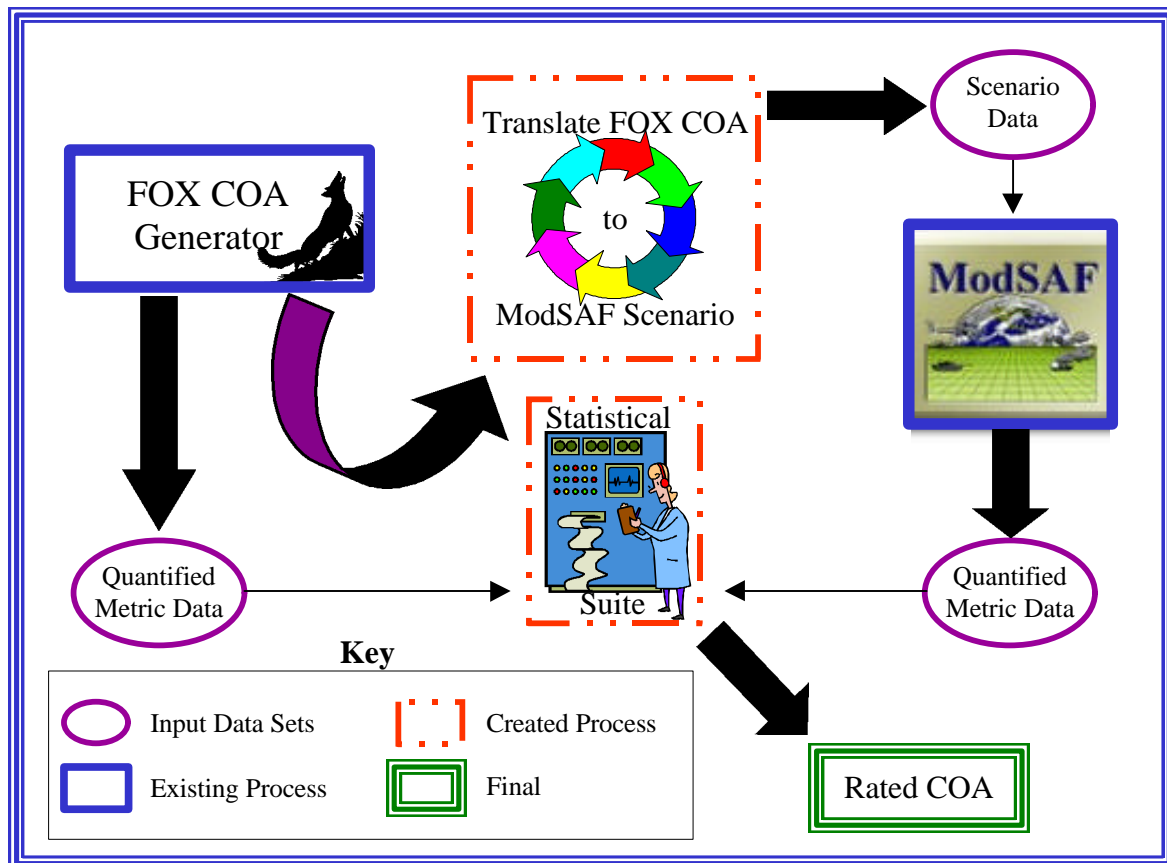 FOX COA
Generator
Translate FOX COA
to
ModSAF Scenario
Scenario
Data
ModSAF
Statistical
Suite
Quantified
Metric Data
Quantified
Metric Data
Key
Input Data Sets
Created Process
Existing Process
Final
Rated COA